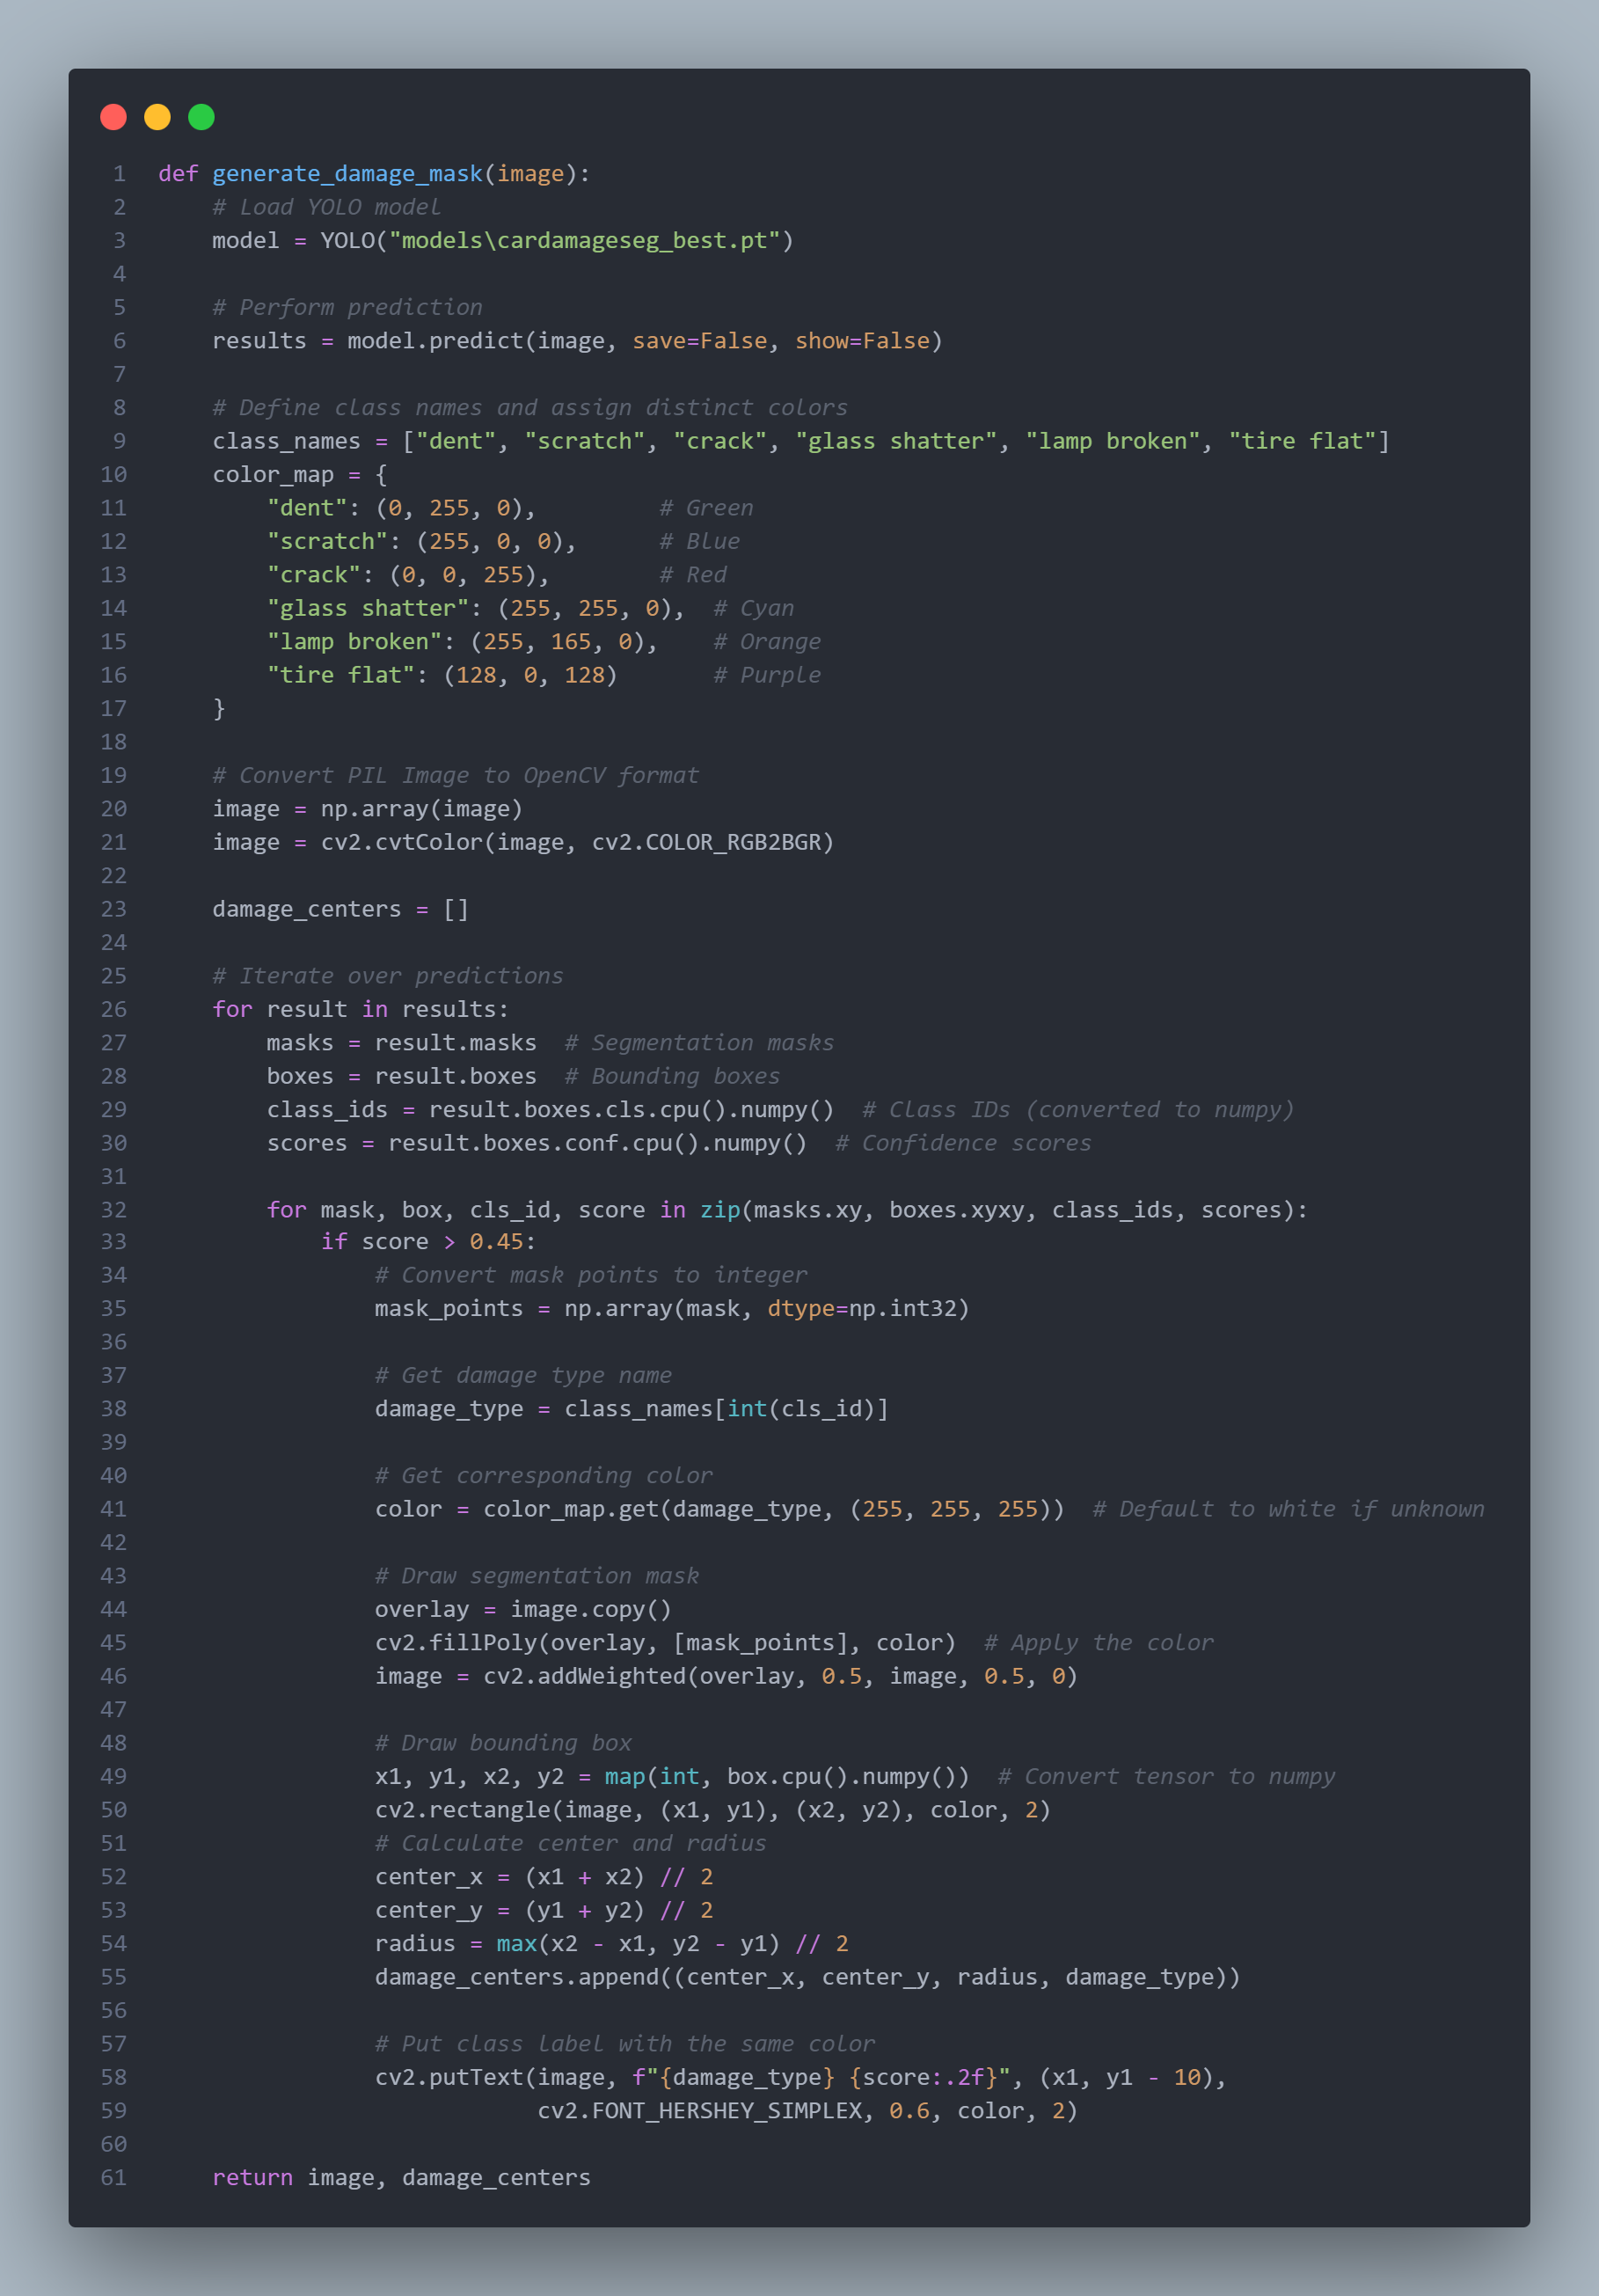 1 def generate_damage_mask(image):
2     # Load YOLO model
3     model = YOLO("models\cardamageseg_best.pt")
4
5     # Perform prediction
6     results = model.predict(image, save=False, show=False)
7
8     # Define class names and assign distinct colors
9     class_names = ["dent", "scratch", "crack", "glass shatter", "lamp broken", "tire flat"]
10     color_map = {
11         "dent": (0, 255, 0),         # Green
12         "scratch": (255, 0, 0),      # Blue
13         "crack": (0, 0, 255),        # Red
14         "glass shatter": (255, 255, 0),  # Cyan
15         "lamp broken": (255, 165, 0),    # Orange
16         "tire flat": (128, 0, 128)       # Purple
17     }
18
19     # Convert PIL Image to OpenCV format
20     image = np.array(image)
21     image = cv2.cvtColor(image, cv2.COLOR_RGB2BGR)
22
23     damage_centers = []
24
25     # Iterate over predictions
26     for result in results:
27         masks = result.masks  # Segmentation masks
28         boxes = result.boxes  # Bounding boxes
29         class_ids = result.boxes.cls.cpu().numpy()  # Class IDs (converted to numpy)
30         scores = result.boxes.conf.cpu().numpy()  # Confidence scores
31
32         for mask, box, cls_id, score in zip(masks.xy, boxes.xyxy, class_ids, scores):
33             if score > 0.45:
34                 # Convert mask points to integer
35                 mask_points = np.array(mask, dtype=np.int32)
36
37                 # Get damage type name
38                 damage_type = class_names[int(cls_id)]
39
40                 # Get corresponding color
41                 color = color_map.get(damage_type, (255, 255, 255))  # Default to white if unknown
42
43                 # Draw segmentation mask
44                 overlay = image.copy()
45                 cv2.fillPoly(overlay, [mask_points], color)  # Apply the color
46                 image = cv2.addWeighted(overlay, 0.5, image, 0.5, 0)
47
48                 # Draw bounding box
49                 x1, y1, x2, y2 = map(int, box.cpu().numpy())  # Convert tensor to numpy
50                 cv2.rectangle(image, (x1, y1), (x2, y2), color, 2)
51                 # Calculate center and radius
52                 center_x = (x1 + x2) // 2
53                 center_y = (y1 + y2) // 2
54                 radius = max(x2 - x1, y2 - y1) // 2
55                 damage_centers.append((center_x, center_y, radius, damage_type))
56
57                 # Put class label with the same color
58                 cv2.putText(image, f"{damage_type} {score:.2f}", (x1, y1 - 10),
59                             cv2.FONT_HERSHEY_SIMPLEX, 0.6, color, 2)
60
61     return image, damage_centers